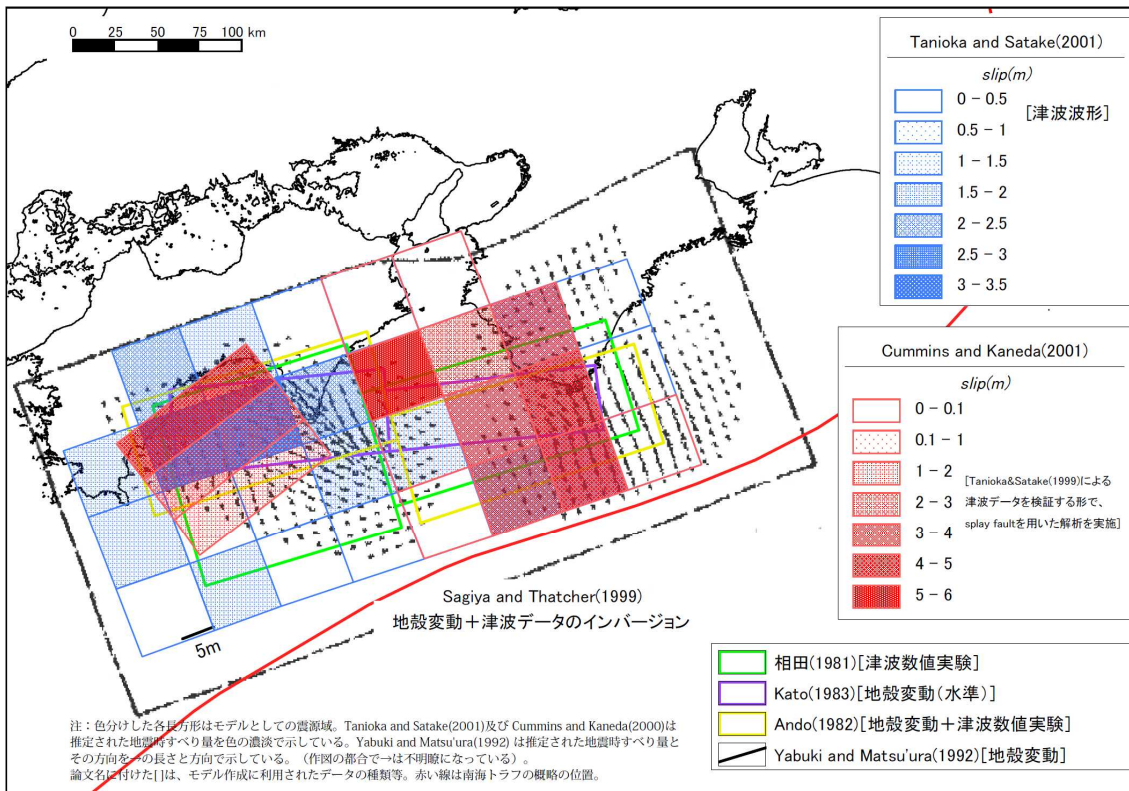 0 25 50 75 100 km
Tanioka and Satake(2001)
slip(m)
0 - 0.5
[津波波形]
0.5 - 1
1 - 1.5
1.5 - 2
2 - 2.5
2.5 - 3
3 - 3.5
Cummins and Kaneda(2001)
slip(m)
0 - 0.1
0.1 - 1
1 - 2
2 - 3
3 - 4
4 - 5
5 - 6
[Tanioka&Satake(1999)による
津波データを検証する形で、
splay faultを用いた解析を実施]
Sagiya and Thatcher(1999)
地殻変動+津波データのインバージョン
5m
相田(1981)[津波数値実験]
Kato(1983)[地殻変動(水準)]
Ando(1982)[地殻変動+津波数値実験]
Yabuki and Matsu'ura(1992)[地殻変動]
注:色分けした各長方形はモデルとしての震源域。Tanioka and Satake(2001)及び Cummins and Kaneda(2000)は
推定された地震時すべり量を色の濃淡で示している。Yabuki and Matsu'ura(1992) は推定された地震時すべり量と
その方向を→の長さと方向で示している。(作図の都合で→は不明瞭になっている)。
論文名に付けた[]は、モデル作成に利用されたデータの種類等。赤い線は南海トラフの概略の位置。